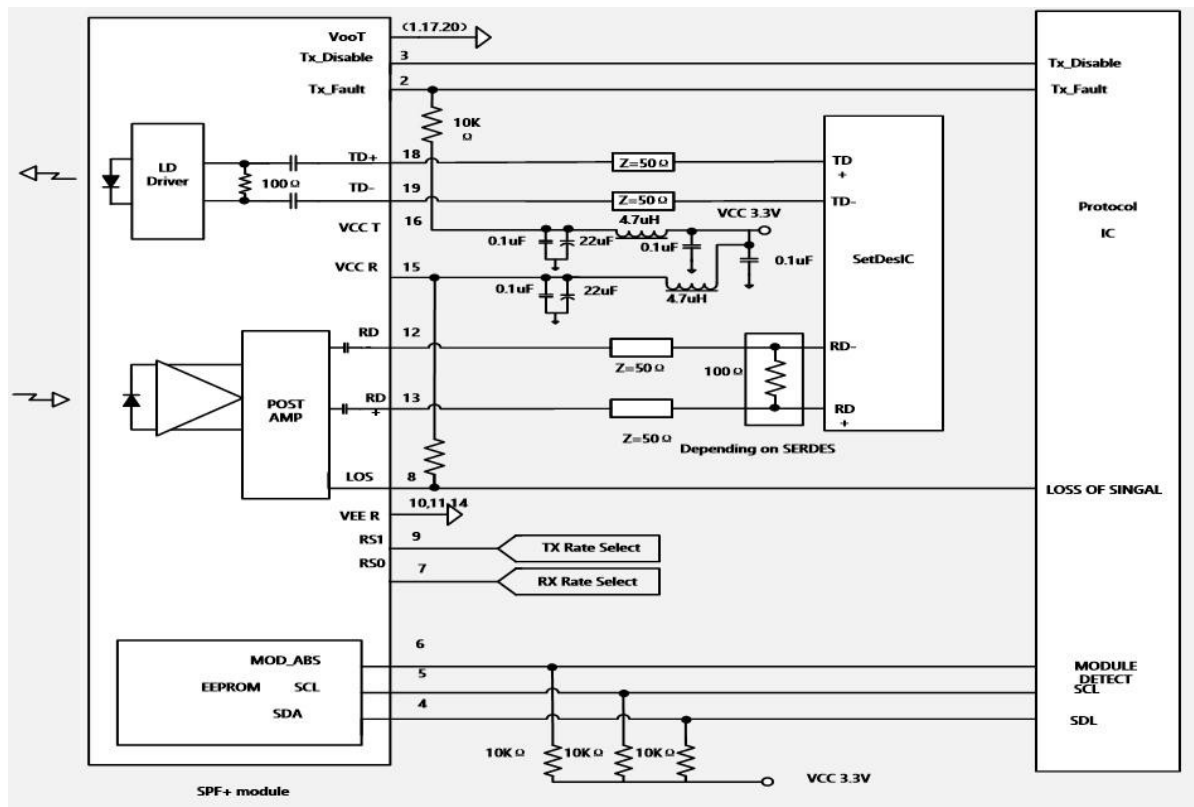 VooT
(1.17.20)
Tx_Disable
3
Tx_Disable
Tx_Fault
2
Tx_Fault
10K
Ω
LD
Driver
100Ω
TD+
18
Z=50Ω
TD
+
TD-
19
Z=50Ω
TD-
4.7uH
VCC 3.3V
VCC T
16
0.1uF
22uF
0.1uF
0.1uF
SetDesIC
Protocol
IC
VCC R
15
0.1uF
22uF
4.7uH
RD
-
12
Z=50Ω
100Ω
RD-
POST
AMP
RD
+
13
Z=50Ω
RD
+
Depending on SERDES
LOS
8
LOSS OF SINGAL
VEE R
10,11,14
RS1
9
TX Rate Select
RS0
7
RX Rate Select
6
MOD_ABS
MODULE
DETECT
EEPROM
SCL
5
SCL
SDA
4
SDL
10KΩ
10KΩ
10KΩ
VCC 3.3V
SPF+ module